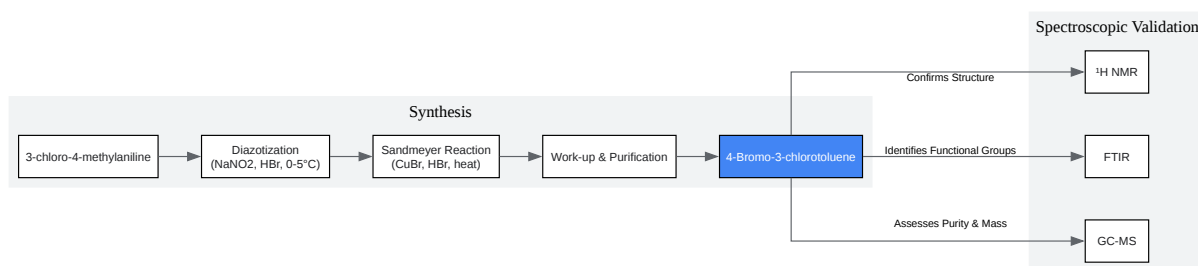 Spectroscopic Validation
¹H NMR
Confirms Structure
Synthesis
3-chloro-4-methylaniline
Diazotization
(NaNO2, HBr, 0-5°C)
Sandmeyer Reaction
(CuBr, HBr, heat)
Work-up & Purification
4-Bromo-3-chlorotoluene
Identifies Functional Groups
FTIR
Assesses Purity & Mass
GC-MS